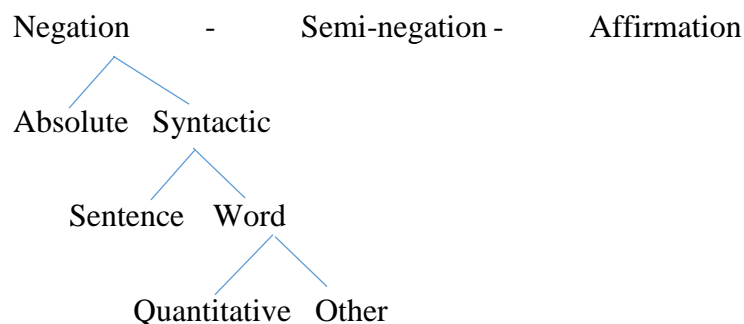 Negation - Semi-negation - Affirmation
Absolute Syntactic
Sentence Word
Quantitative Other